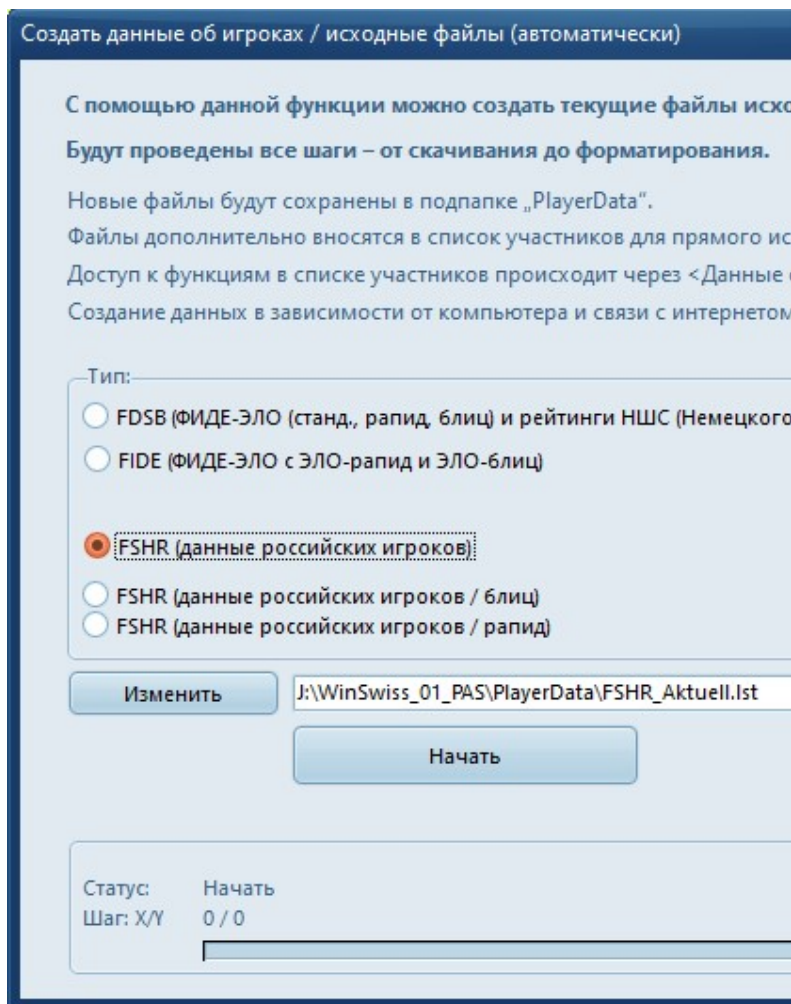 Создать данные об игроках / исходные файлы (автоматически)
С помощью данной функции можно создать текущие файлы исхо
Будут проведены все шаги – от скачивания до форматирования.
Новые файлы будут сохранены в подпапке „PlayerData“.
Файлы дополнительно вносятся в список участников для прямого ис
Доступ к функциям в списке участников происходит через <Данные
Создание данных в зависимости от компьютера и связи с интернетом
Тип:
FDSB (ФИДЕ-ЭЛО (станд., рапид, блиц) и рейтинги НШС (Немецкого
FIDE (ФИДЕ-ЭЛО с ЭЛО-рапид и ЭЛО-блиц)
FSHR (данные российских игроков)
FSHR (данные российских игроков / блиц)
FSHR (данные российских игроков / рапид)
Изменить J:\WinSwiss_01_PAS\PlayerData\FSHR_Aktuell.lst
Начать
Статус: Начать
Шаг: X/Y 0 / 0